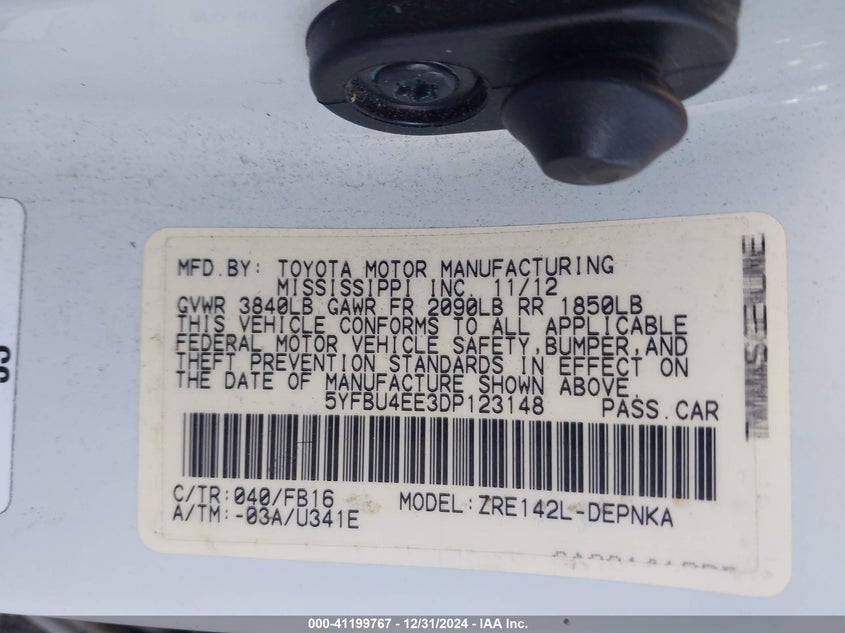 MFD.BY: TOYOTA MOTOR MANUFACTURING
MISSISSIPPI INC. 11/12
GVWR 3840LB GAWR FR 2090LB RR 1850LB
THIS VEHICLE CONFORMS TO ALL APPLICABLE
FEDERAL MOTOR VEHICLE SAFETY,BUMPER,AND
THEFT PREVENTION STANDARDS IN EFFECT ON
THE DATE OF MANUFACTURE SHOWN ABOVE.
5YFBU4EE3DP123148 PASS.CAR
C/TR:040/FB16 MODEL:ZRE142L-DEPNKA
A/TM:-03A/U341E
000-41199767 - 12/31/2024 - IAA Inc.